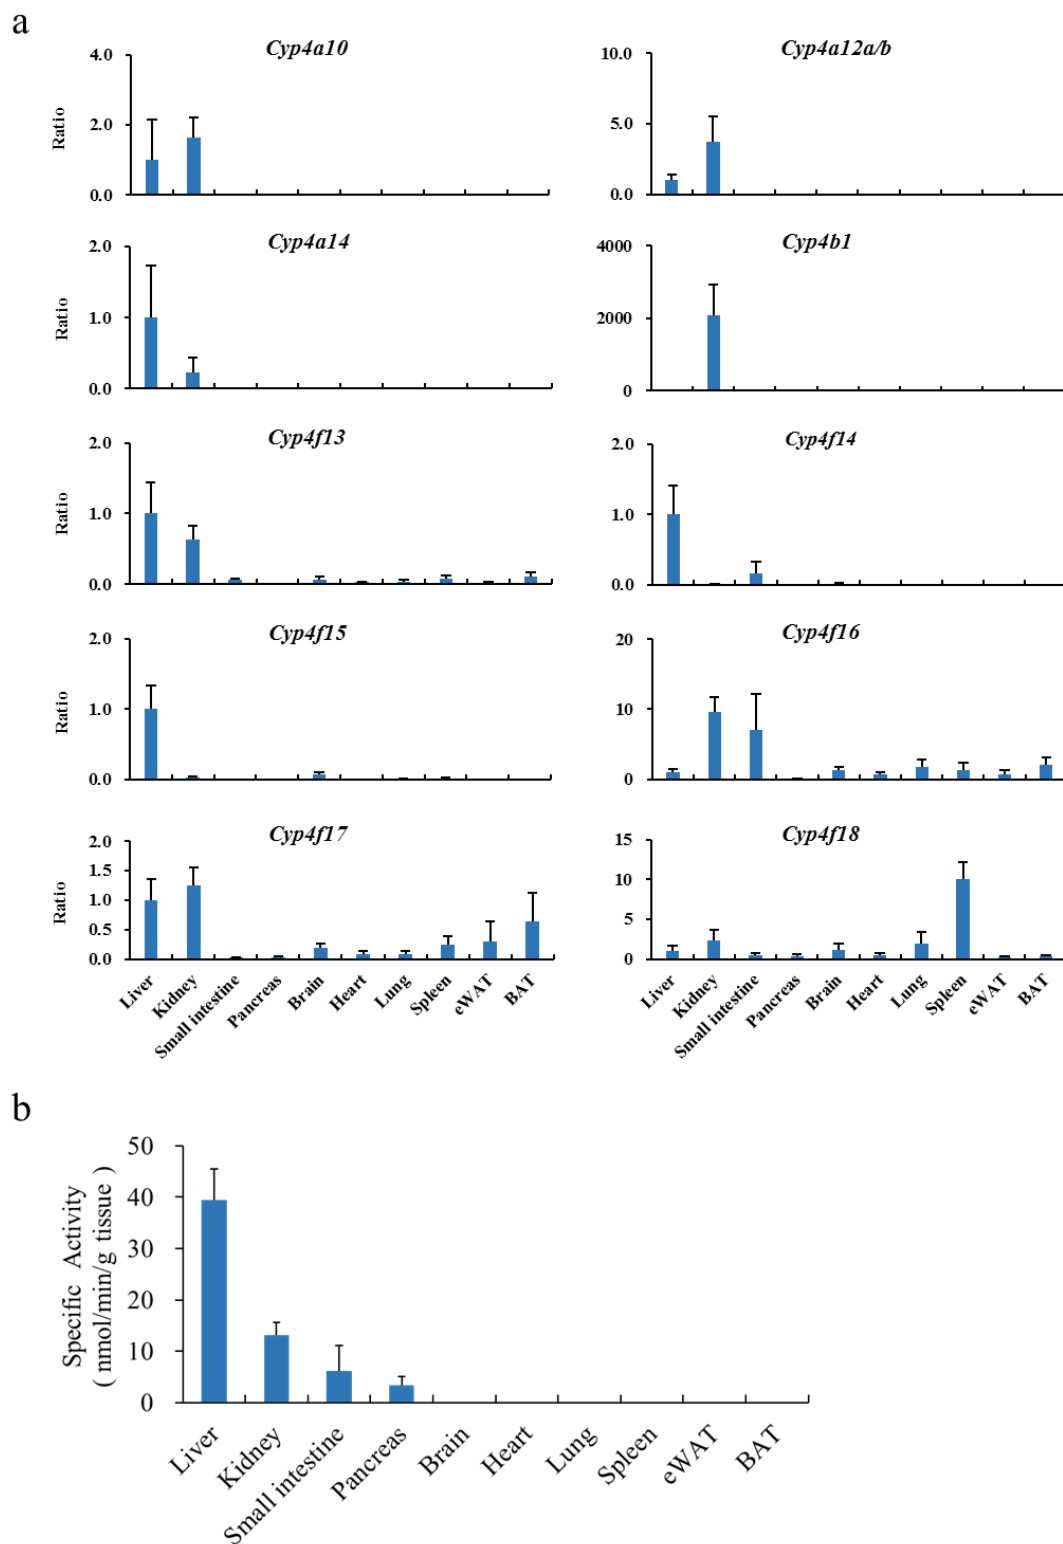 a
Cyp4a10
Ratio
4.0
2.0
0.0
Cyp4a12a/b
10.0
5.0
0.0
Cyp4a14
Ratio
2.0
1.0
0.0
Cyp4b1
4000
2000
0
Cyp4f13
Ratio
2.0
1.0
0.0
Cyp4f14
2.0
1.0
0.0
Cyp4f15
Ratio
2.0
1.0
0.0
Cyp4f16
20
10
0
Cyp4f17
Ratio
2.0
1.5
1.0
0.5
0.0
Liver
Kidney
Small intestine
Pancreas
Brain
Heart
Lung
Spleen
eWAT
BAT
Cyp4f18
15
10
5
0
Liver
Kidney
Small intestine
Pancreas
Brain
Heart
Lung
Spleen
eWAT
BAT
b
Specific Activity
( nmol/min/g tissue )
50
40
30
20
10
0
Liver
Kidney
Small intestine
Pancreas
Brain
Heart
Lung
Spleen
eWAT
BAT